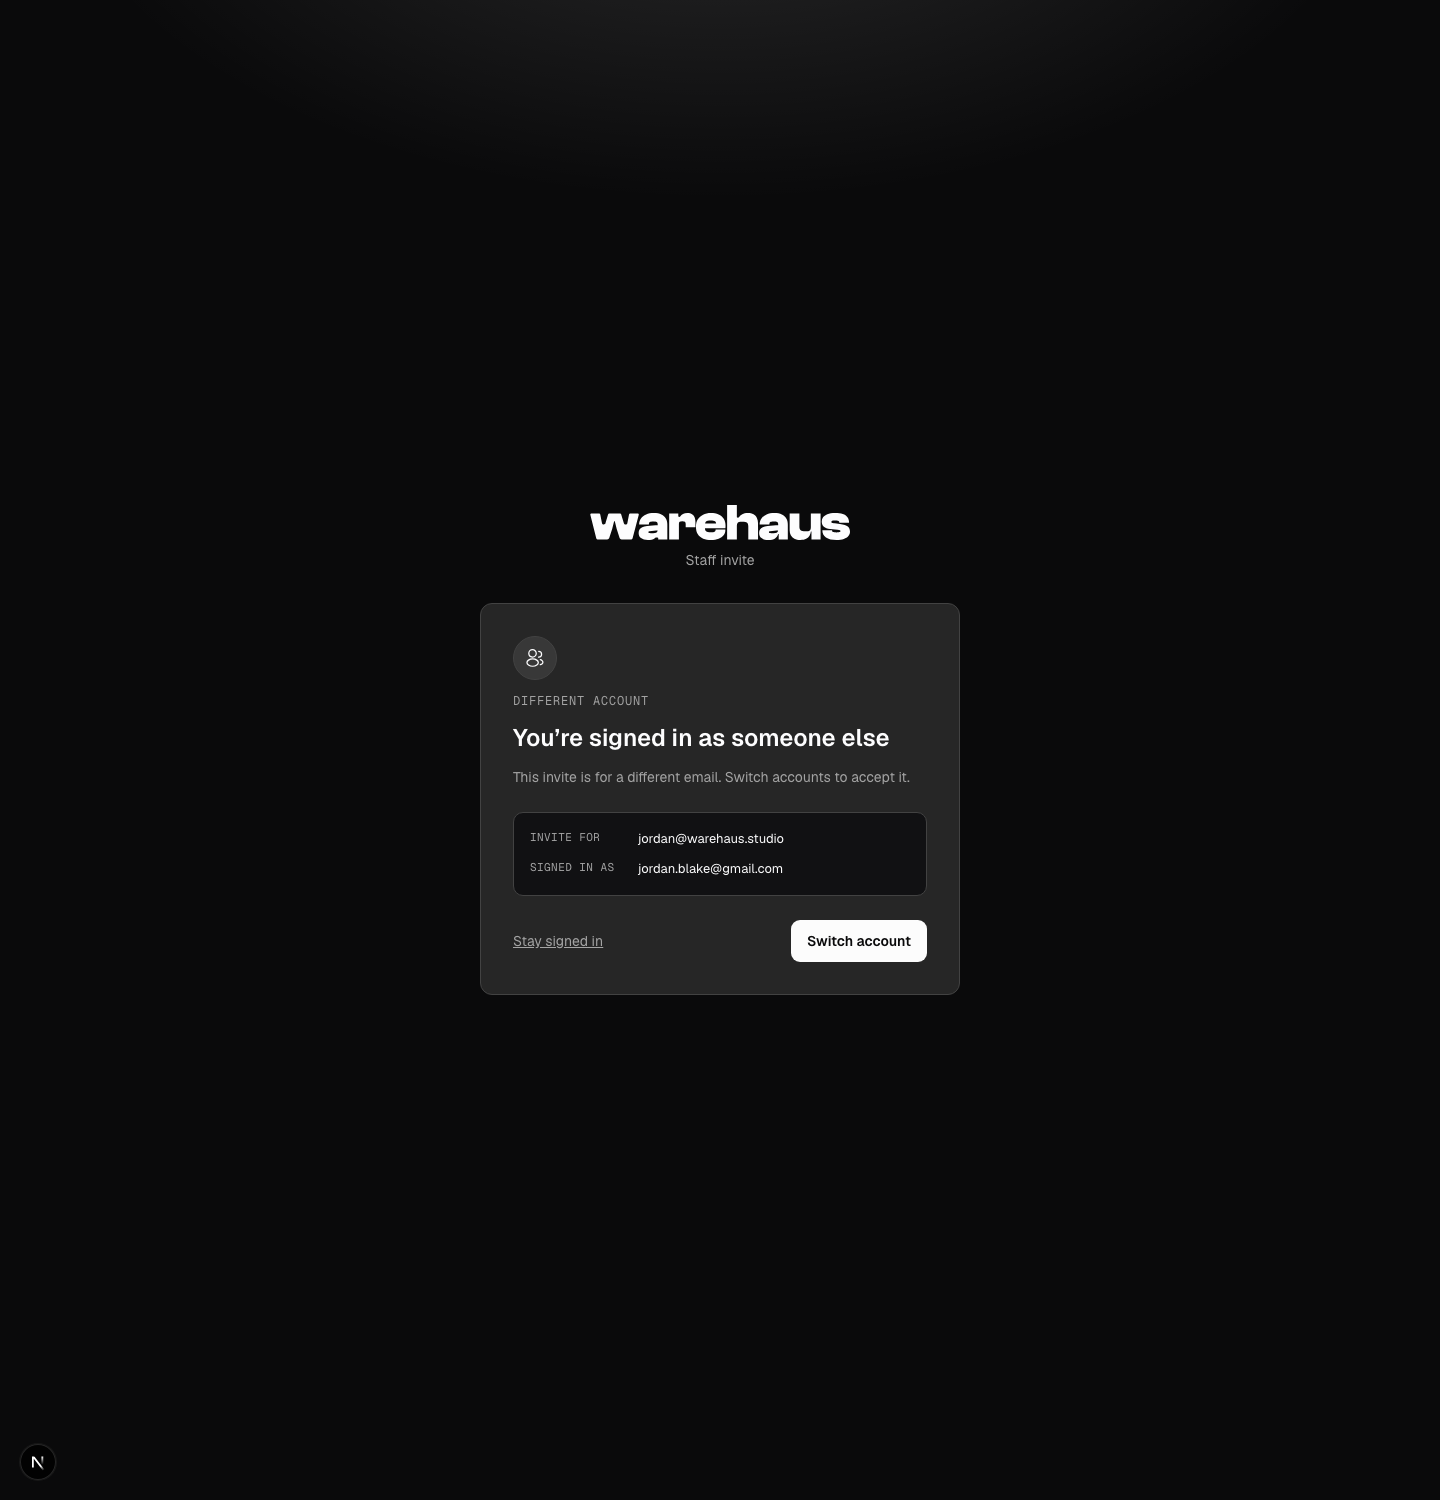 warehaus
Staff invite
DIFFERENT ACCOUNT
You’re signed in as someone else
This invite is for a different email. Switch accounts to accept it.
INVITE FOR jordan@warehaus.studio
SIGNED IN AS jordan.blake@gmail.com
Stay signed in Switch account
N